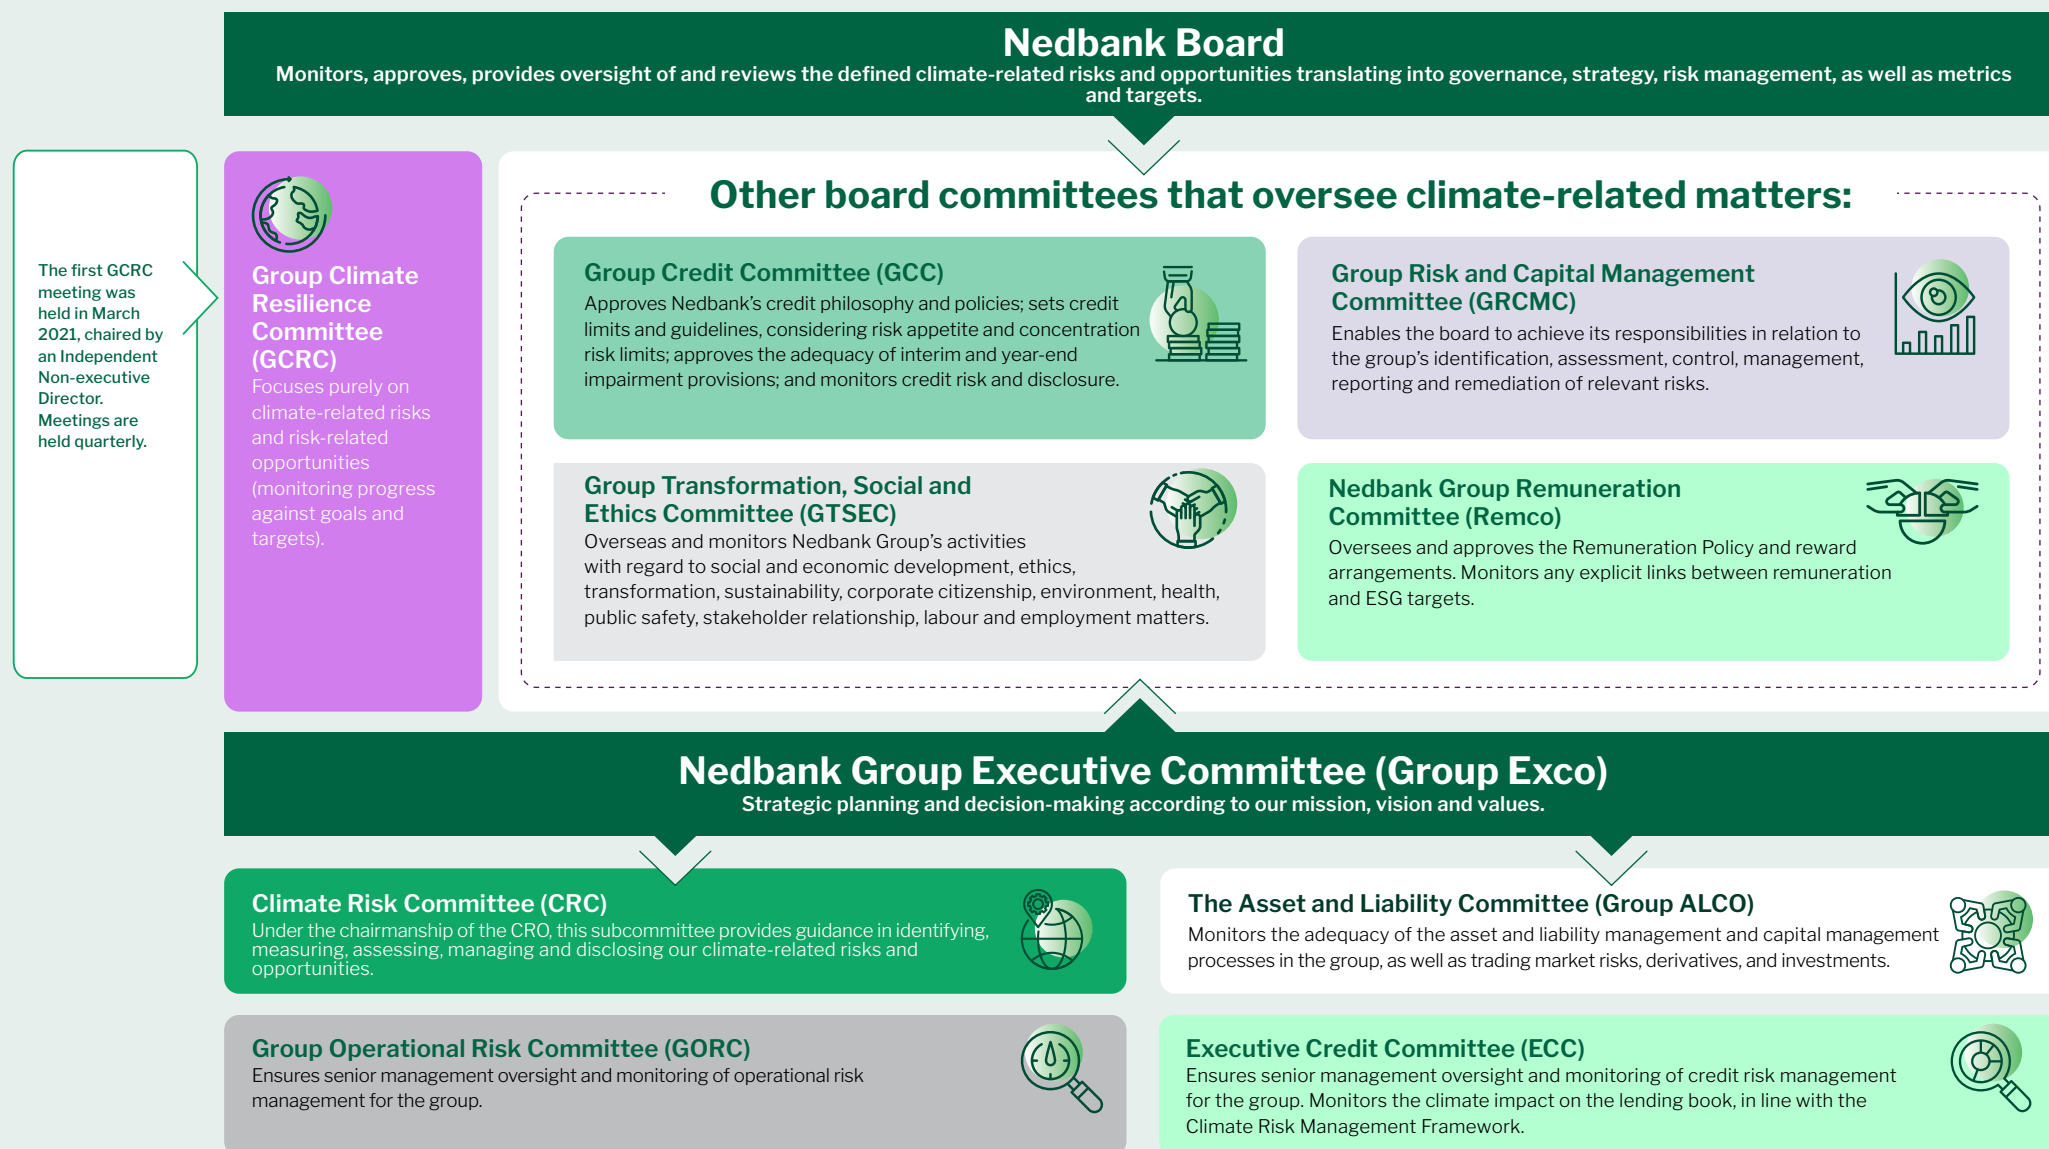 Nedbank Board
Monitors, approves, provides oversight of and reviews the defined climate-related risks and opportunities translating into governance, strategy, risk management, as well as metrics
and targets.
The first GCRC
meeting was
held in March
2021, chaired by
an Independent
Non-executive
Director.
Meetings are
held quarterly.
Group Climate
Resilience
Committee
(GCRC)
Focuses purely on
climate-related risks
and risk-related
opportunities
(monitoring progress
against goals and
targets).
Other board committees that oversee climate-related matters:
Group Credit Committee (GCC)
Approves Nedbank’s credit philosophy and policies; sets credit
limits and guidelines, considering risk appetite and concentration
risk limits; approves the adequacy of interim and year-end
impairment provisions; and monitors credit risk and disclosure.
Group Risk and Capital Management
Committee (GRCMC)
Enables the board to achieve its responsibilities in relation to
the group’s identification, assessment, control, management,
reporting and remediation of relevant risks.
Group Transformation, Social and
Ethics Committee (GTSEC)
Overseas and monitors Nedbank Group’s activities
with regard to social and economic development, ethics,
transformation, sustainability, corporate citizenship, environment, health,
public safety, stakeholder relationship, labour and employment matters.
Nedbank Group Remuneration
Committee (Remco)
Oversees and approves the Remuneration Policy and reward
arrangements. Monitors any explicit links between remuneration
and ESG targets.
Nedbank Group Executive Committee (Group Exco)
Strategic planning and decision-making according to our mission, vision and values.
Climate Risk Committee (CRC)
Under the chairmanship of the CRO, this subcommittee provides guidance in identifying,
measuring, assessing, managing and disclosing our climate-related risks and
opportunities.
The Asset and Liability Committee (Group ALCO)
Monitors the adequacy of the asset and liability management and capital management
processes in the group, as well as trading market risks, derivatives, and investments.
Group Operational Risk Committee (GORC)
Ensures senior management oversight and monitoring of operational risk
management for the group.
Executive Credit Committee (ECC)
Ensures senior management oversight and monitoring of credit risk management
for the group. Monitors the climate impact on the lending book, in line with the
Climate Risk Management Framework.